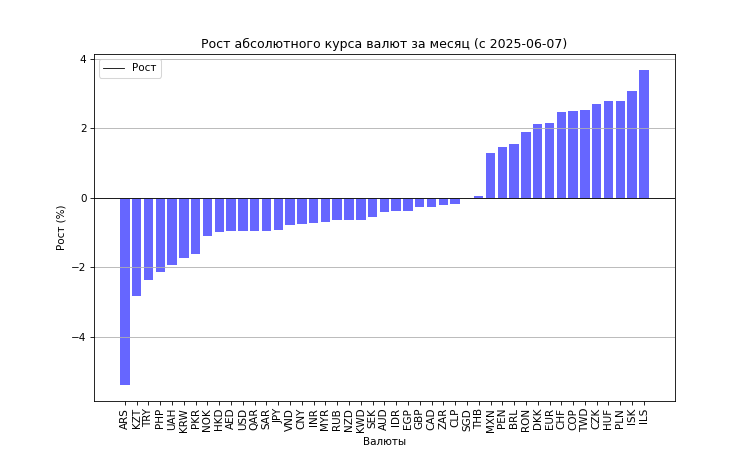 Рост абсолютного курса валют за месяц (с 2025-06-07)
Рост
4
2
0
−2
−4
Рост (%)
ARS KZT TRY PHP UAH KRW PKR NOK HKD AED USD QAR SAR JPY VND CNY INR MYR RUB NZD KWD SEK AUD IDR EGP GBP CAD ZAR CLP SGD THB MXN PEN BRL RON DKK EUR CHF COP TWD CZK HUF PLN ISK ILS
Валюты